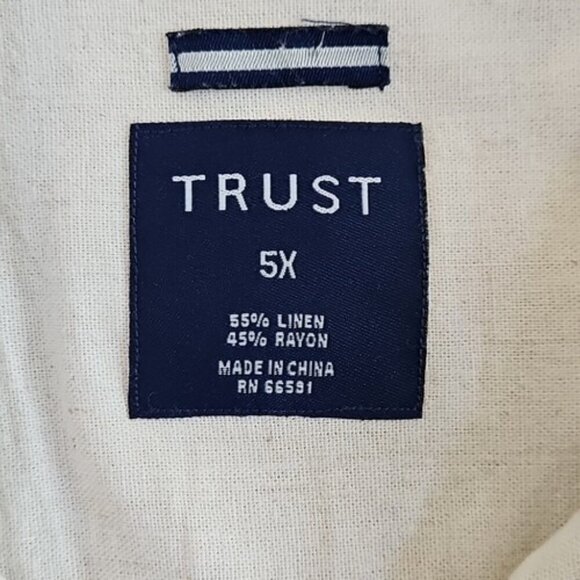 TRUST
5X
55% LINEN
45% RAYON
MADE IN CHINA
RN 66591